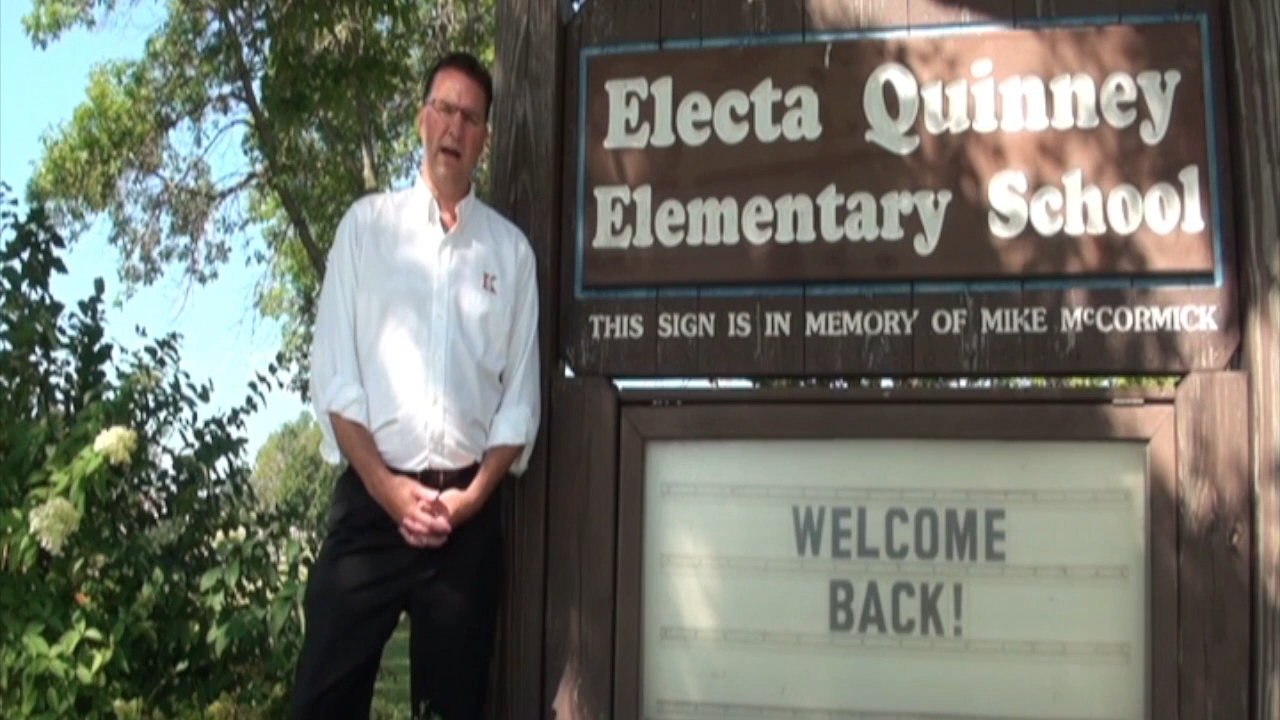 Electa Quinney
Elementary School
THIS SIGN IS IN MEMORY OF MIKE McCORMICK
WELCOME
BACK!
K